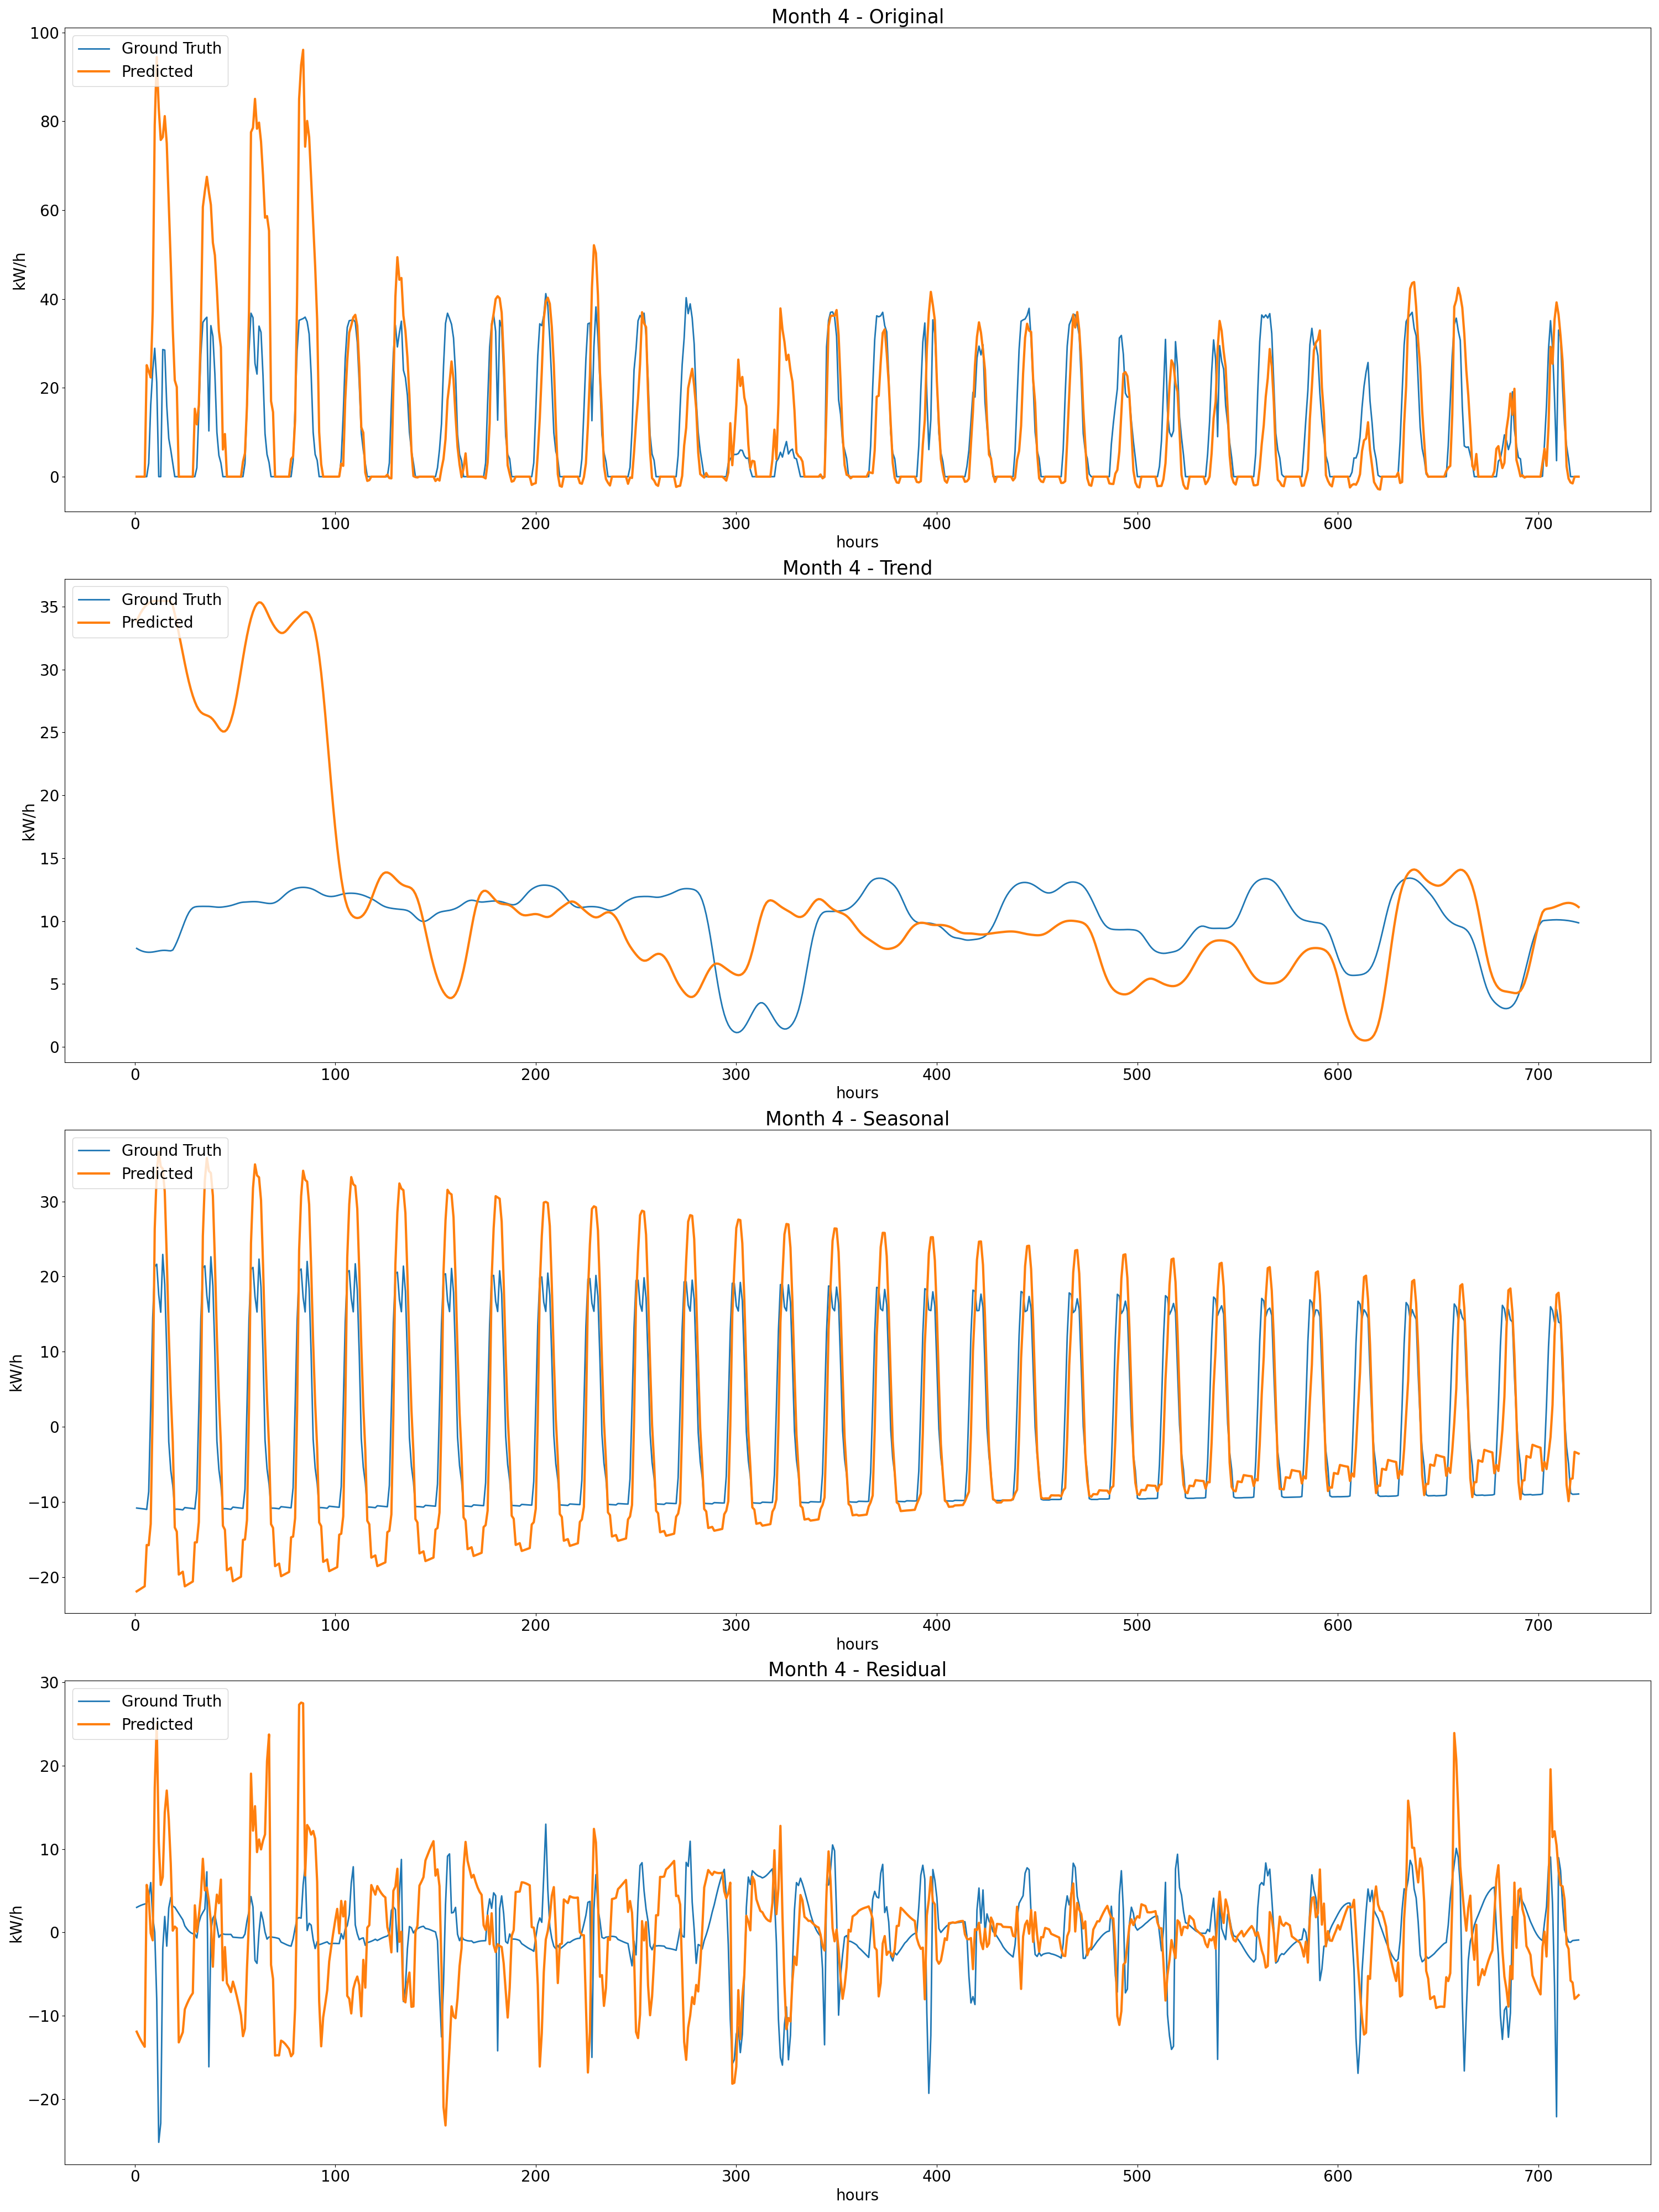 Month 4 - Original
Ground Truth
Predicted
kW/h
100
80
60
40
20
0
0 100 200 300 400 500 600 700
hours
Month 4 - Trend
Ground Truth
Predicted
kW/h
35
30
25
20
15
10
5
0
0 100 200 300 400 500 600 700
hours
Month 4 - Seasonal
Ground Truth
Predicted
kW/h
30
20
10
0
−10
−20
0 100 200 300 400 500 600 700
hours
Month 4 - Residual
Ground Truth
Predicted
kW/h
30
20
10
0
−10
−20
0 100 200 300 400 500 600 700
hours